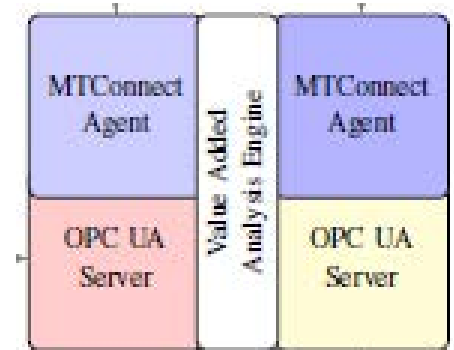 MTConnect
Agent
OPC UA
Server
Value Added
Analysis Engine
MTConnect
Agent
OPC UA
Server